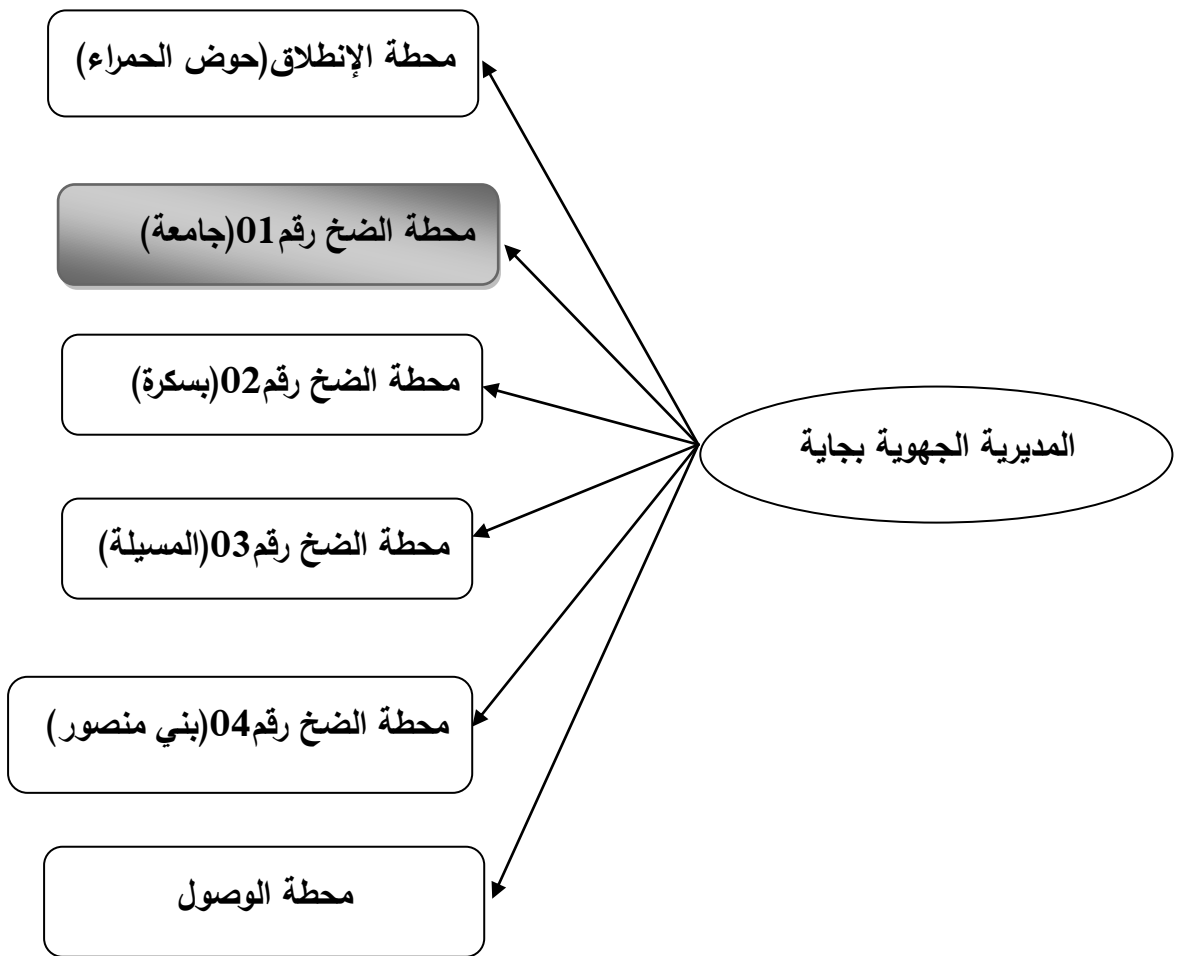 محطة الإنطلاق(حوض الحمراء)
محطة الضخ رقم01(جامعة)
محطة الضخ رقم02(بسكرة)
المديرية الجهوية بجاية
محطة الضخ رقم03(المسيلة)
محطة الضخ رقم04(بني منصور)
محطة الوصول